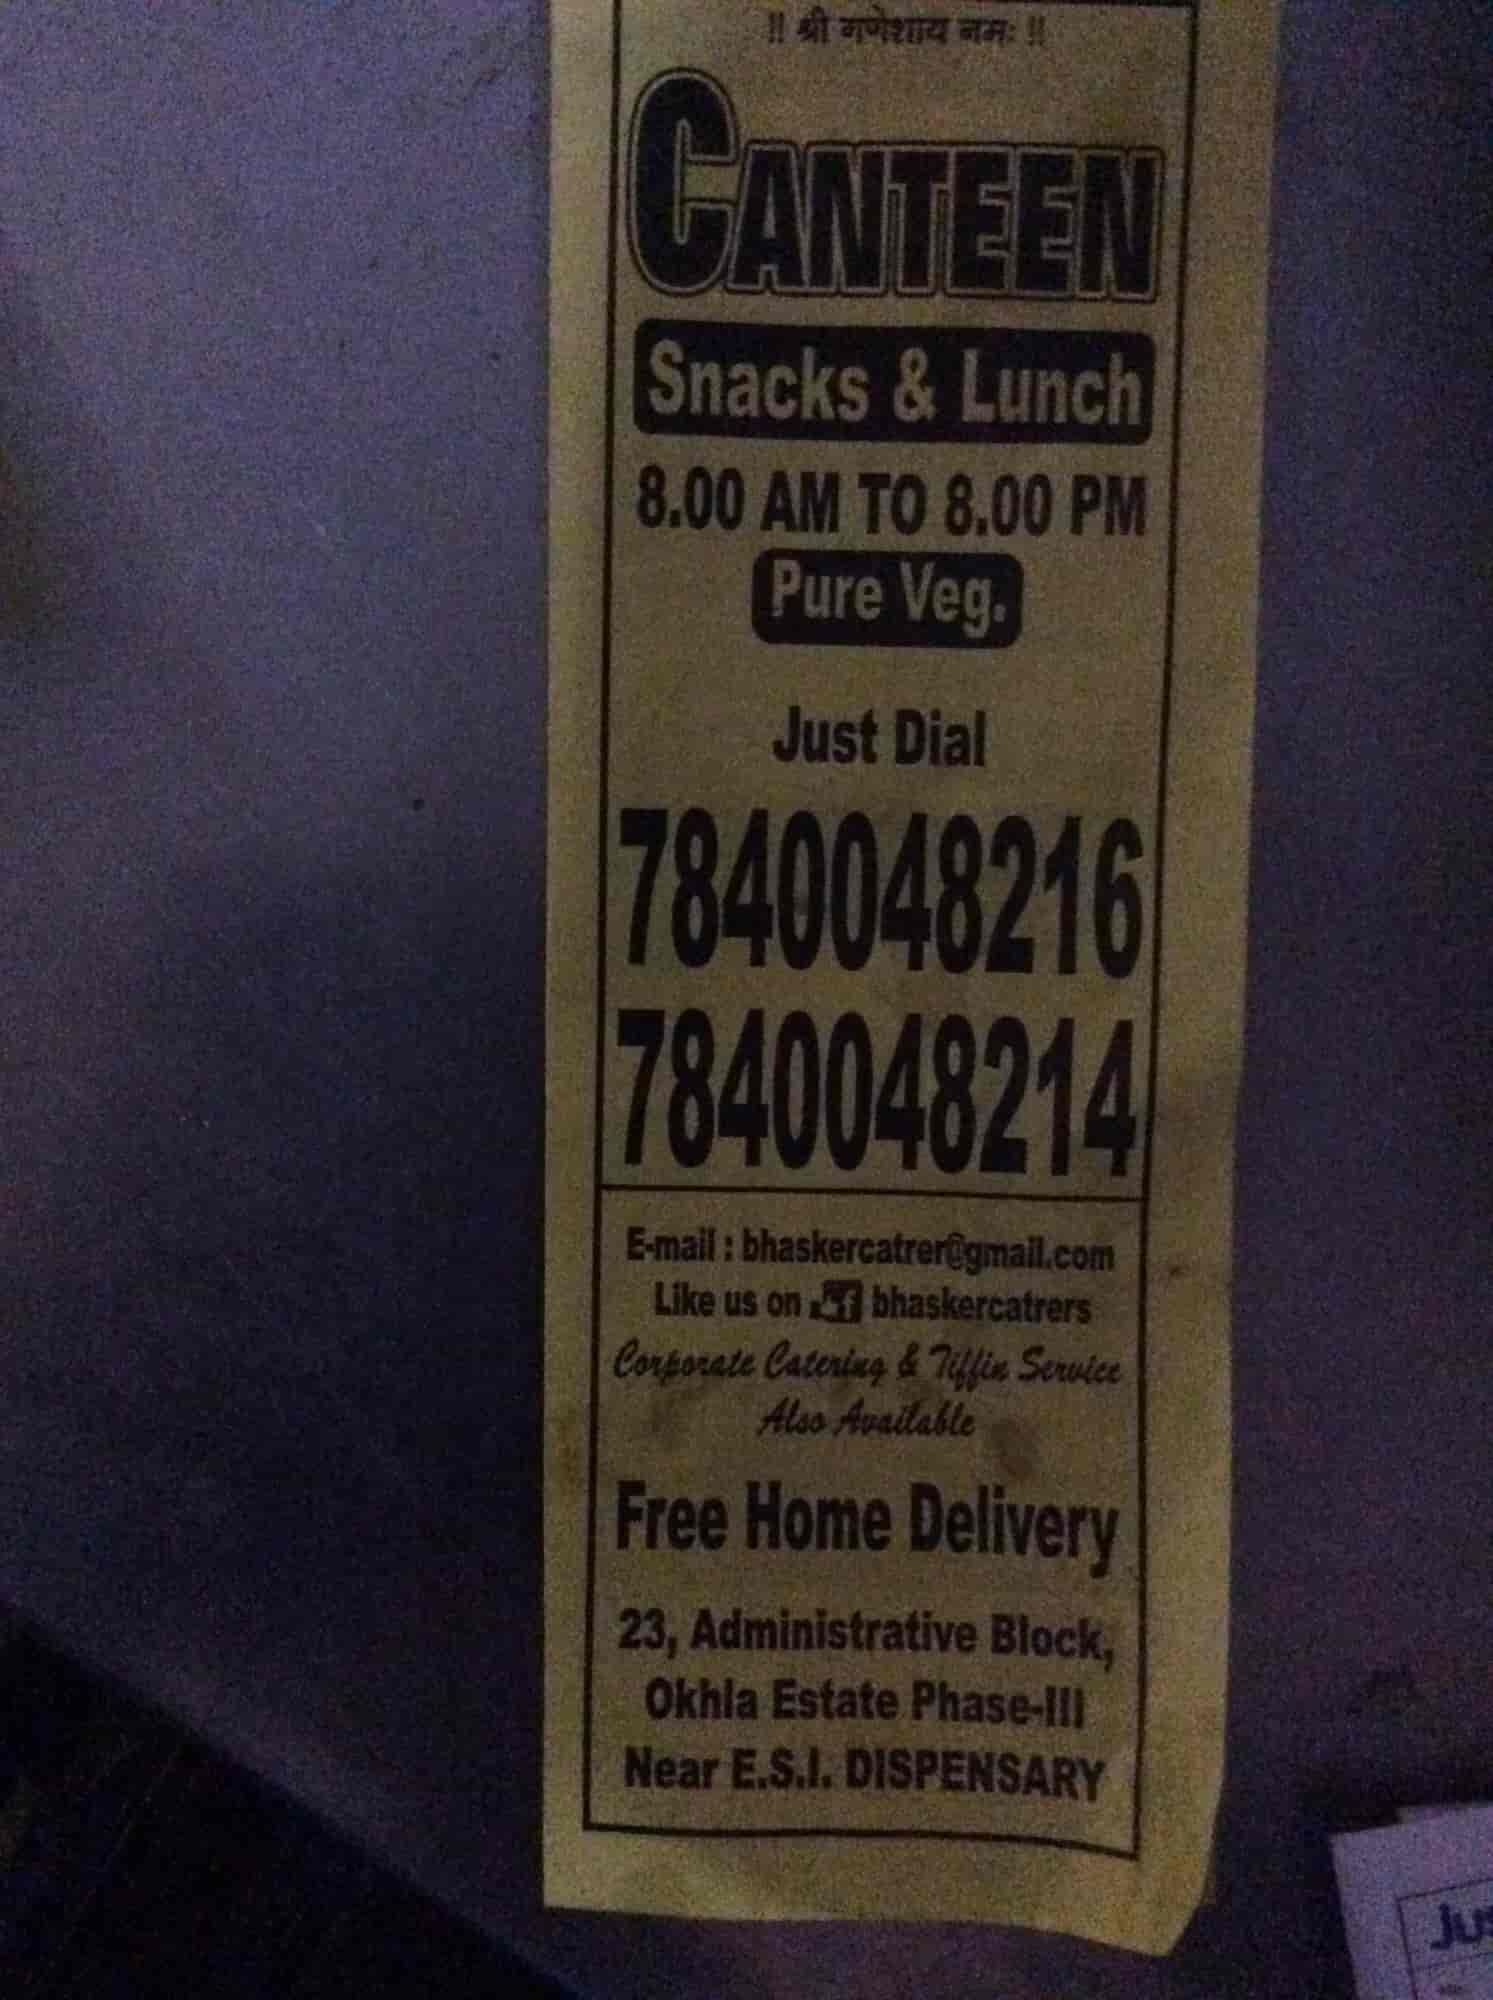 !! श्री गणेशाय नमः !!
CANTEEN
Snacks & Lunch
8.00 AM TO 8.00 PM
Pure Veg.
Just Dial
7840048216
7840048214
E-mail : bhaskercatrer@gmail.com
Like us on f bhaskercatrers
Corporate Catering & Tiffin Service
Also Available
Free Home Delivery
23, Administrative Block,
Okhla Estate Phase-III
Near E.S.I. DISPENSARY